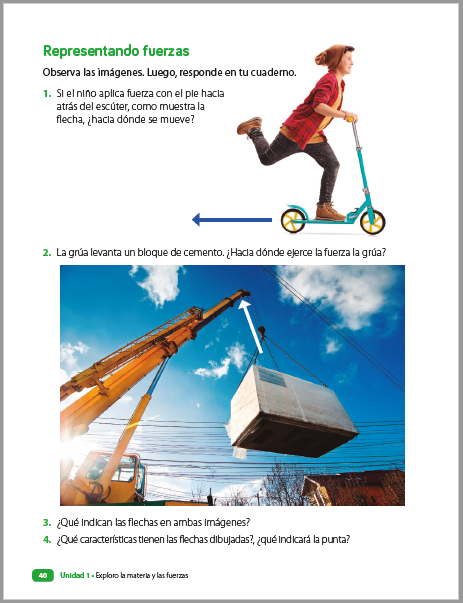 Representando fuerzas
Observa las imágenes. Luego, responde en tu cuaderno.
1. Si el niño aplica fuerza con el pie hacia
atrás del escúter, como muestra la
flecha, ¿hacia dónde se mueve?
2. La grúa levanta un bloque de cemento. ¿Hacia dónde ejerce la fuerza la grúa?
3. ¿Qué indican las flechas en ambas imágenes?
4. ¿Qué características tienen las flechas dibujadas?, ¿qué indicará la punta?
40 Unidad 1 • Exploro la materia y las fuerzas